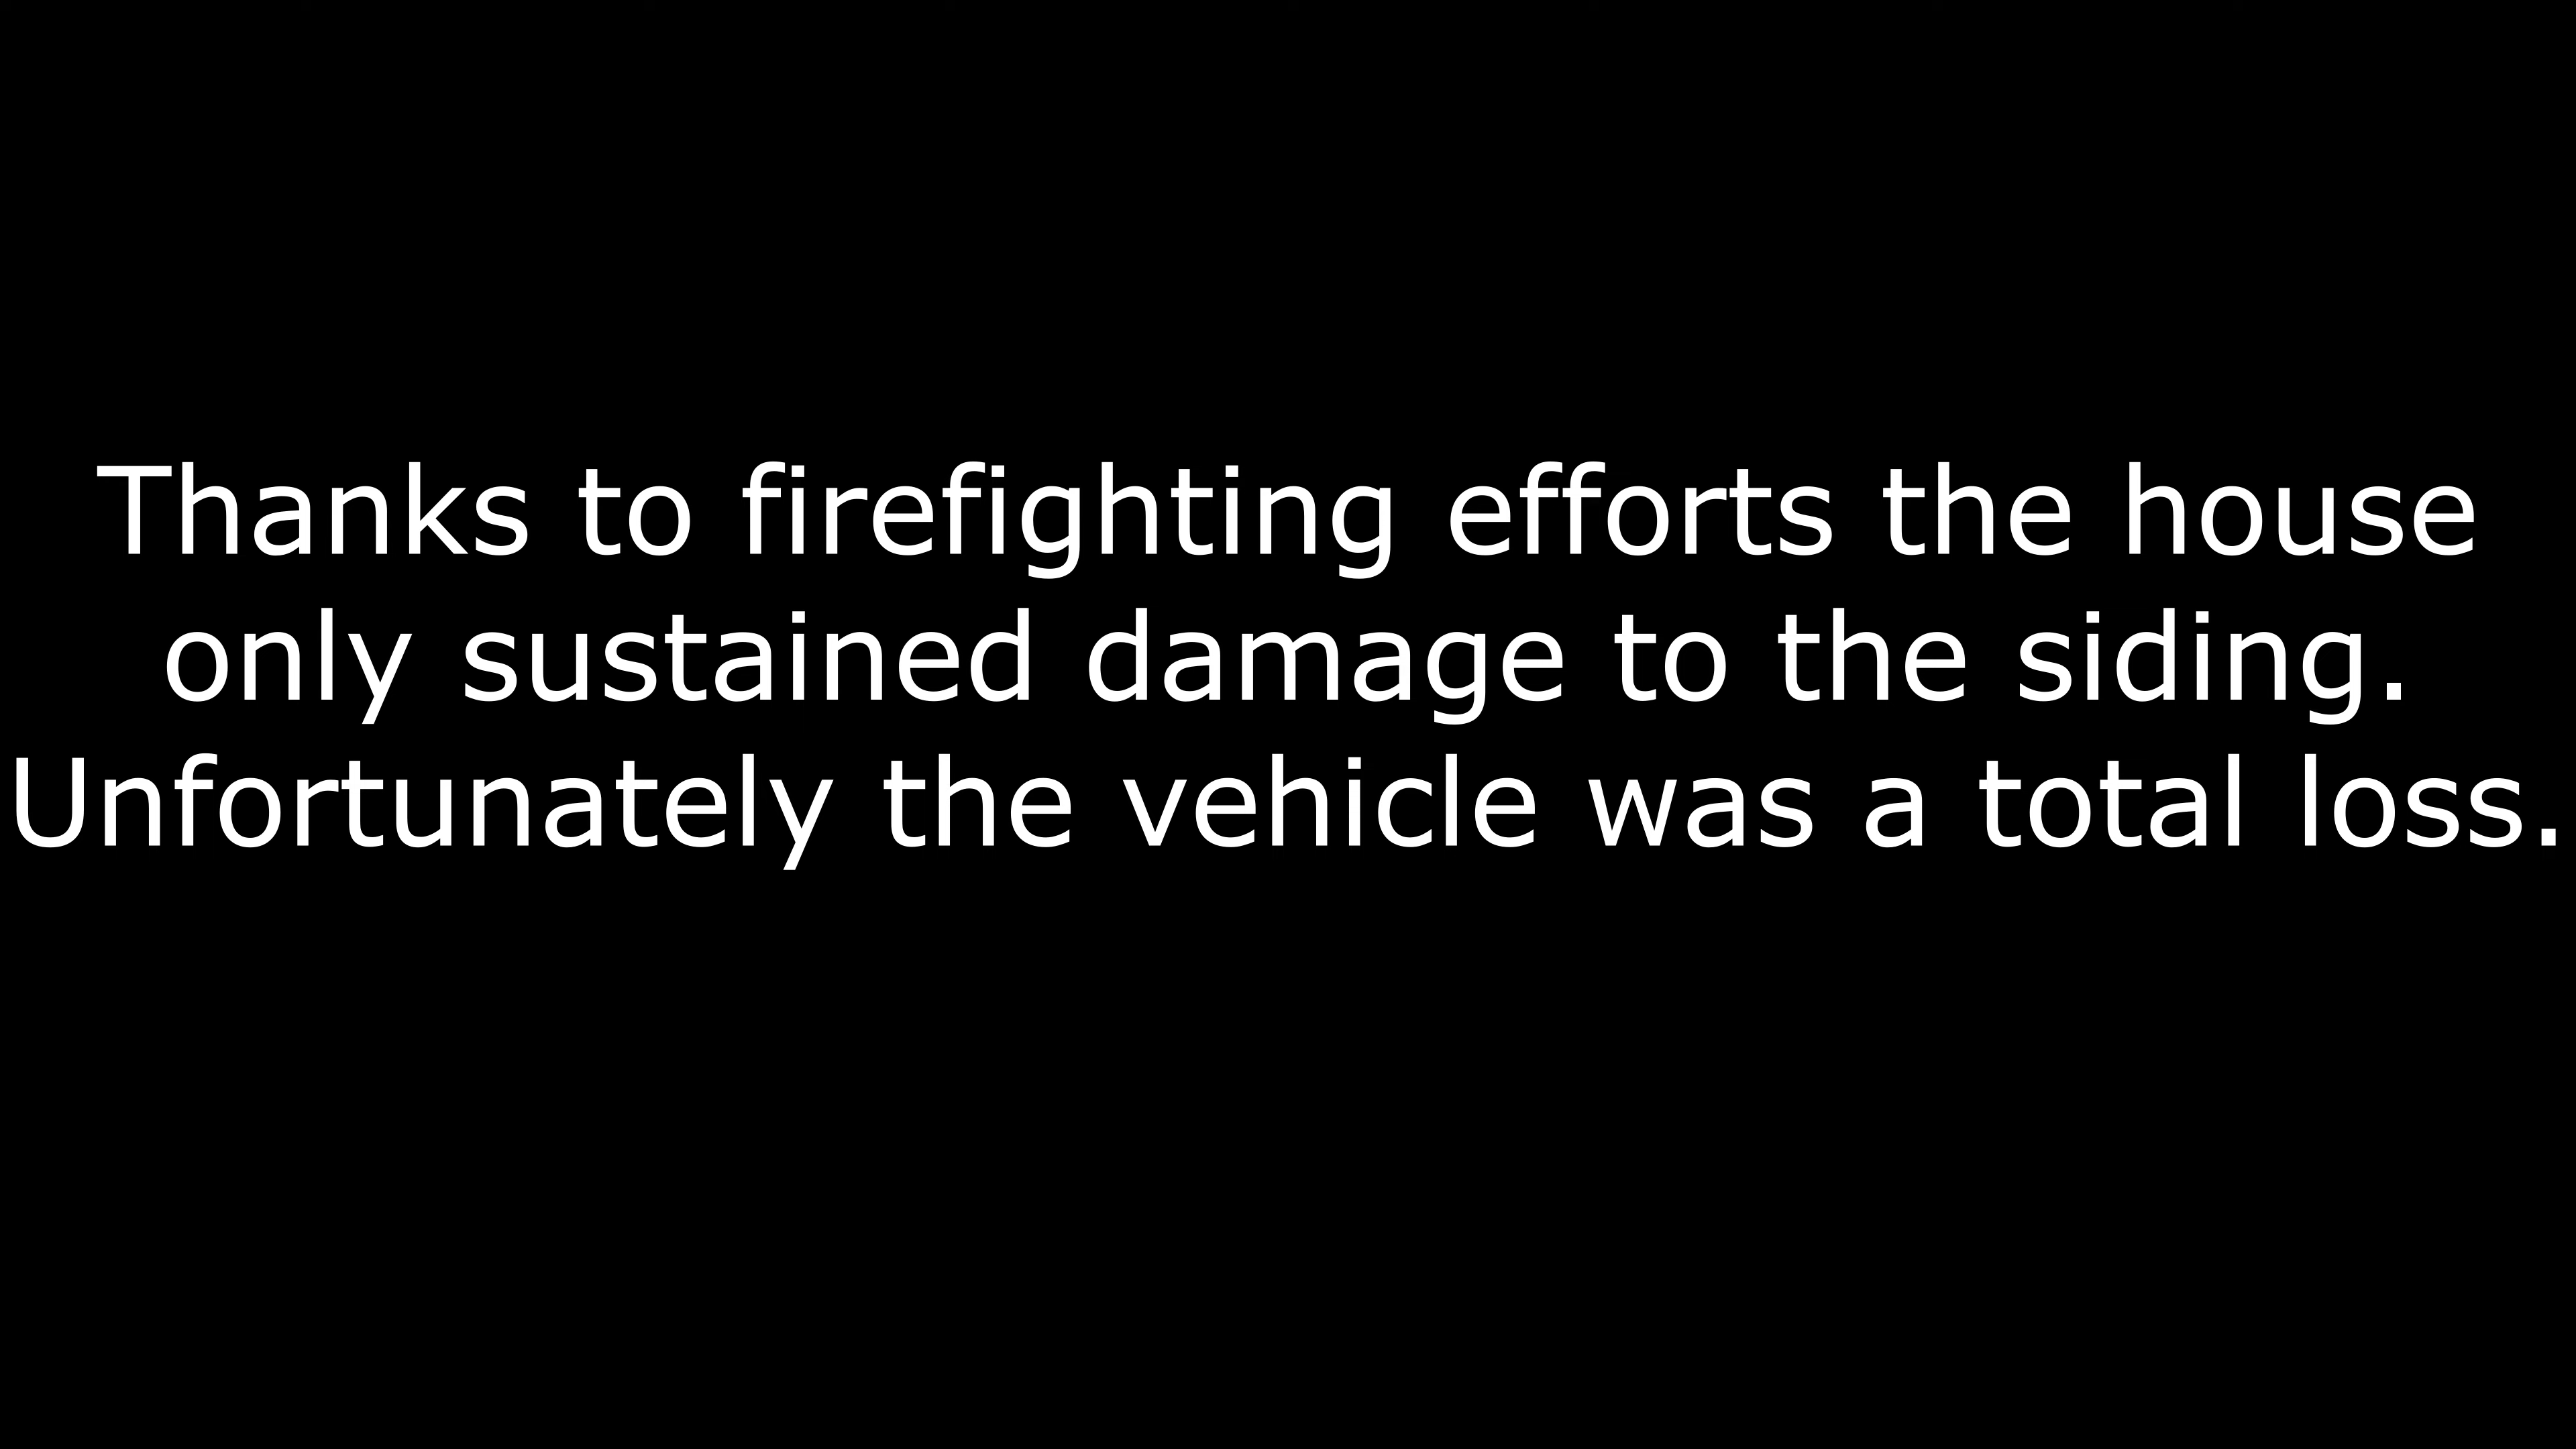 Thanks to firefighting efforts the house
only sustained damage to the siding.
Unfortunately the vehicle was a total loss.